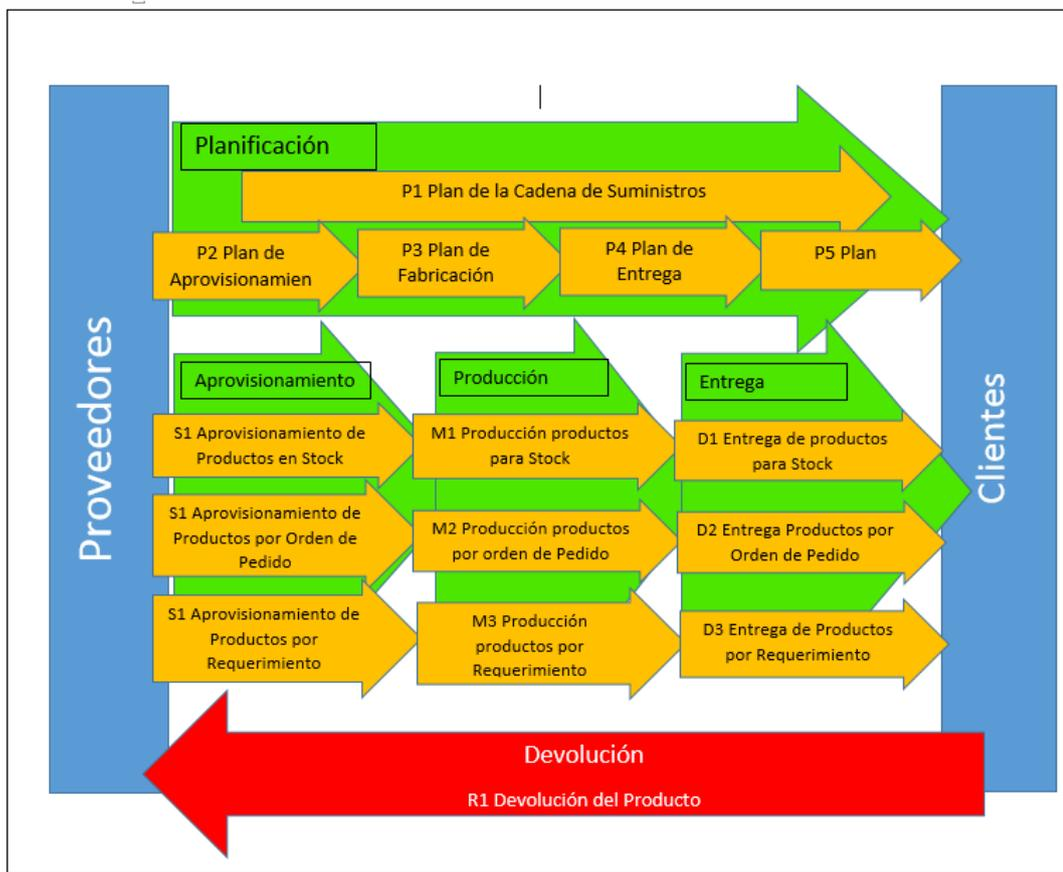 Proveedores
Planificación
P1 Plan de la Cadena de Suministros
P2 Plan de
Aprovisionamien
P3 Plan de
Fabricación
P4 Plan de
Entrega
P5 Plan
Aprovisionamiento
Producción
Entrega
S1 Aprovisionamiento de
Productos en Stock
M1 Producción productos
para Stock
D1 Entrega de productos
para Stock
S1 Aprovisionamiento de
Productos por Orden de
Pedido
M2 Producción productos
por orden de Pedido
D2 Entrega Productos por
Orden de Pedido
S1 Aprovisionamiento de
Productos por
Requerimiento
M3 Producción
productos por
Requerimiento
D3 Entrega de Productos
por Requerimiento
Clientes
Devolución
R1 Devolución del Producto